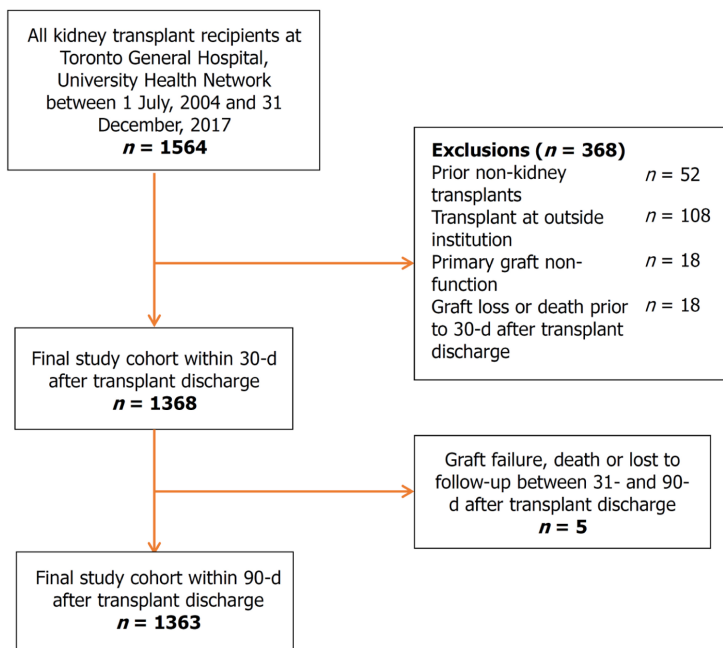 All kidney transplant recipients at
Toronto General Hospital,
University Health Network
between 1 July, 2004 and 31
December, 2017
n = 1564
Exclusions (n = 368)
Prior non-kidney n = 52
transplants
Transplant at outside n = 108
institution
Primary graft non- n = 18
function
Graft loss or death prior n = 18
to 30-d after transplant
discharge
Final study cohort within 30-d
after transplant discharge
n = 1368
Graft failure, death or lost to
follow-up between 31- and 90-
d after transplant discharge
n = 5
Final study cohort within 90-d
after transplant discharge
n = 1363